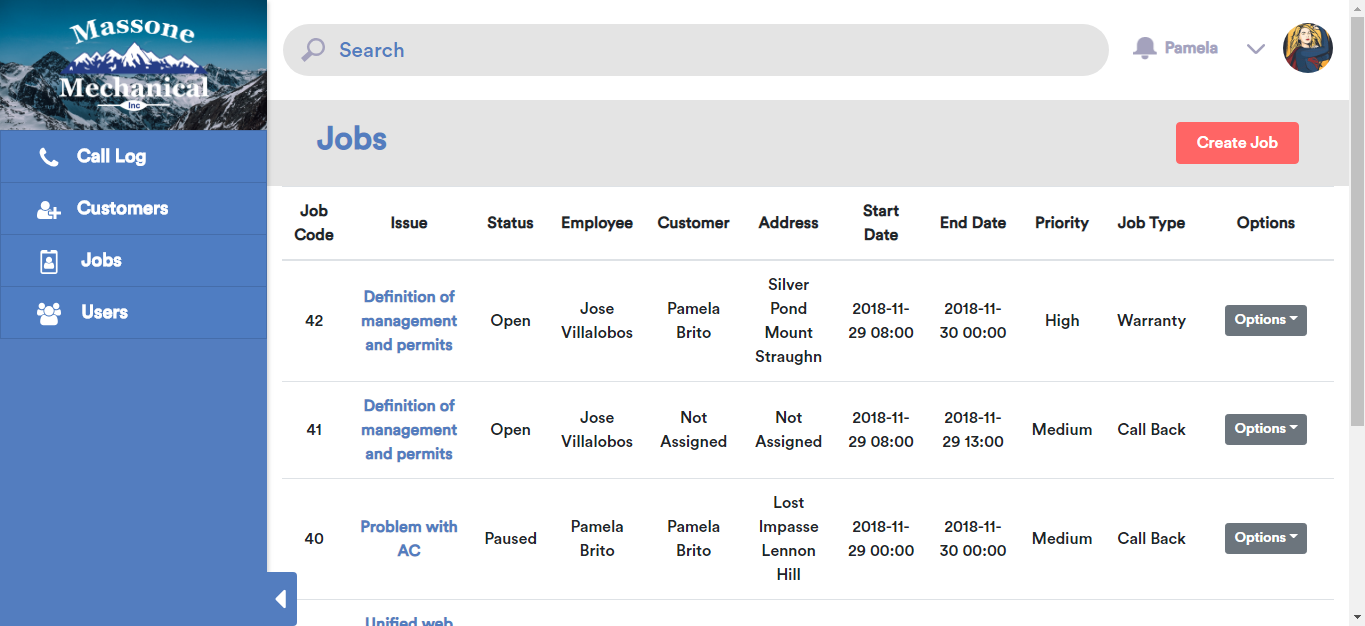 Massone
Mechanical
Inc
Search
Pamela
Call Log
Customers
Jobs
Users
Jobs
Create Job
Job
Code
Issue
Status
Employee
Customer
Address
Start
Date
End Date
Priority
Job Type
Options
42
Definition of
management
and permits
Open
Jose
Villalobos
Pamela
Brito
Silver
Pond
Mount
Straughn
2018-11-
29 08:00
2018-11-
30 00:00
High
Warranty
Options
41
Definition of
management
and permits
Open
Jose
Villalobos
Not
Assigned
Not
Assigned
2018-11-
29 08:00
2018-11-
29 13:00
Medium
Call Back
Options
40
Problem with
AC
Paused
Pamela
Brito
Pamela
Brito
Lost
Impasse
Lennon
Hill
2018-11-
29 00:00
2018-11-
30 00:00
Medium
Call Back
Options
Unified web